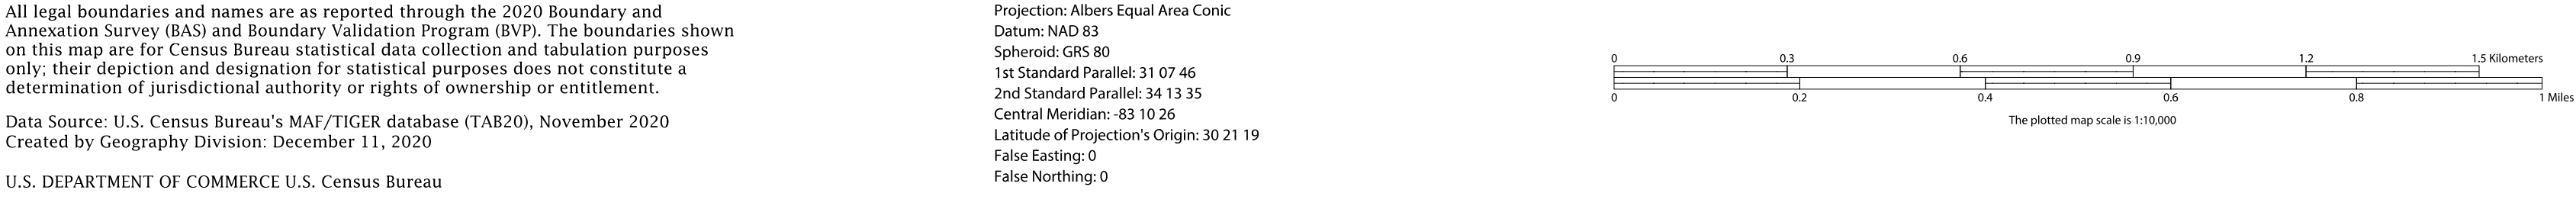 All legal boundaries and names are as reported through the 2020 Boundary and
Annexation Survey (BAS) and Boundary Validation Program (BVP). The boundaries shown
on this map are for Census Bureau statistical data collection and tabulation purposes
only; their depiction and designation for statistical purposes does not constitute a
determination of jurisdictional authority or rights of ownership or entitlement.
Data Source: U.S. Census Bureau's MAF/TIGER database (TAB20), November 2020
Created by Geography Division: December 11, 2020
U.S. DEPARTMENT OF COMMERCE U.S. Census Bureau
Projection: Albers Equal Area Conic
Datum: NAD 83
Spheroid: GRS 80
1st Standard Parallel: 31 07 46
2nd Standard Parallel: 34 13 35
Central Meridian: -83 10 26
Latitude of Projection's Origin: 30 21 19
False Easting: 0
False Northing: 0
0 0.3 0.6 0.9 1.2 1.5 Kilometers
0 0.2 0.4 0.6 0.8 1 Miles
The plotted map scale is 1:10,000